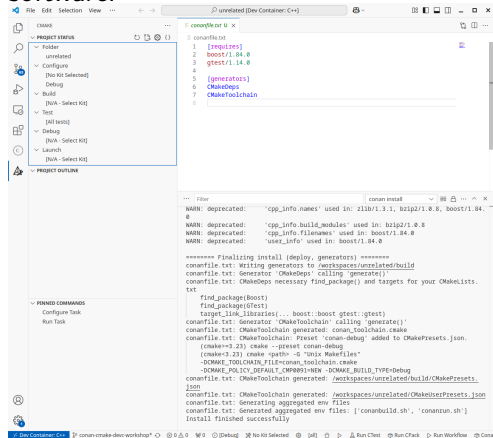 software.
File Edit Selection View ··· unrelated [Dev Container: C++]
CMAKE
PROJECT STATUS
Folder
unrelated
Configure
[No Kit Selected]
Debug
Build
[N/A - Select Kit]
Test
[All tests]
Debug
[N/A - Select Kit]
Launch
[N/A - Select Kit]
PROJECT OUTLINE
PINNED COMMANDS
Configure Task
Run Task
conanfile.txt U ×
conanfile.txt
1 [requires]
2 boost/1.84.0
3 gtest/1.14.0
4
5 [generators]
6 CMakeDeps
7 CMakeToolchain
8
Filter conan install
WARN: deprecated: 'cpp_info.names' used in: zlib/1.3.1, bzip2/1.0.8, boost/1.84.
0
WARN: deprecated: 'cpp_info.build_modules' used in: bzip2/1.0.8
WARN: deprecated: 'cpp_info.filenames' used in: boost/1.84.0
WARN: deprecated: 'user_info' used in: boost/1.84.0
======== Finalizing install (deploy, generators) ========
conanfile.txt: Writing generators to /workspaces/unrelated/build
conanfile.txt: Generator 'CMakeDeps' calling 'generate()'
conanfile.txt: CMakeDeps necessary find_package() and targets for your CMakeLists.
txt
find_package(Boost)
find_package(GTest)
target_link_libraries(... boost::boost gtest::gtest)
conanfile.txt: Generator 'CMakeToolchain' calling 'generate()'
conanfile.txt: CMakeToolchain generated: conan_toolchain.cmake
conanfile.txt: CMakeToolchain: Preset 'conan-debug' added to CMakePresets.json.
(cmake>=3.23) cmake --preset conan-debug
(cmake<3.23) cmake <path> -G "Unix Makefiles"
-DCMAKE_TOOLCHAIN_FILE=conan_toolchain.cmake
-DCMAKE_POLICY_DEFAULT_CMP0091=NEW -DCMAKE_BUILD_TYPE=Debug
conanfile.txt: CMakeToolchain generated: /workspaces/unrelated/build/CMakePresets.
json
conanfile.txt: CMakeToolchain generated: /workspaces/unrelated/CMakeUserPresets.json
conanfile.txt: Generating aggregated env files
conanfile.txt: Generated aggregated env files: ['conanbuild.sh', 'conanrun.sh']
Install finished successfully
Dev Container: C++ conan-cmake-devc-workshop* 0 0 0 [Debug] No Kit Selected [all] Run CTest Run CPack Run Workflow Cona